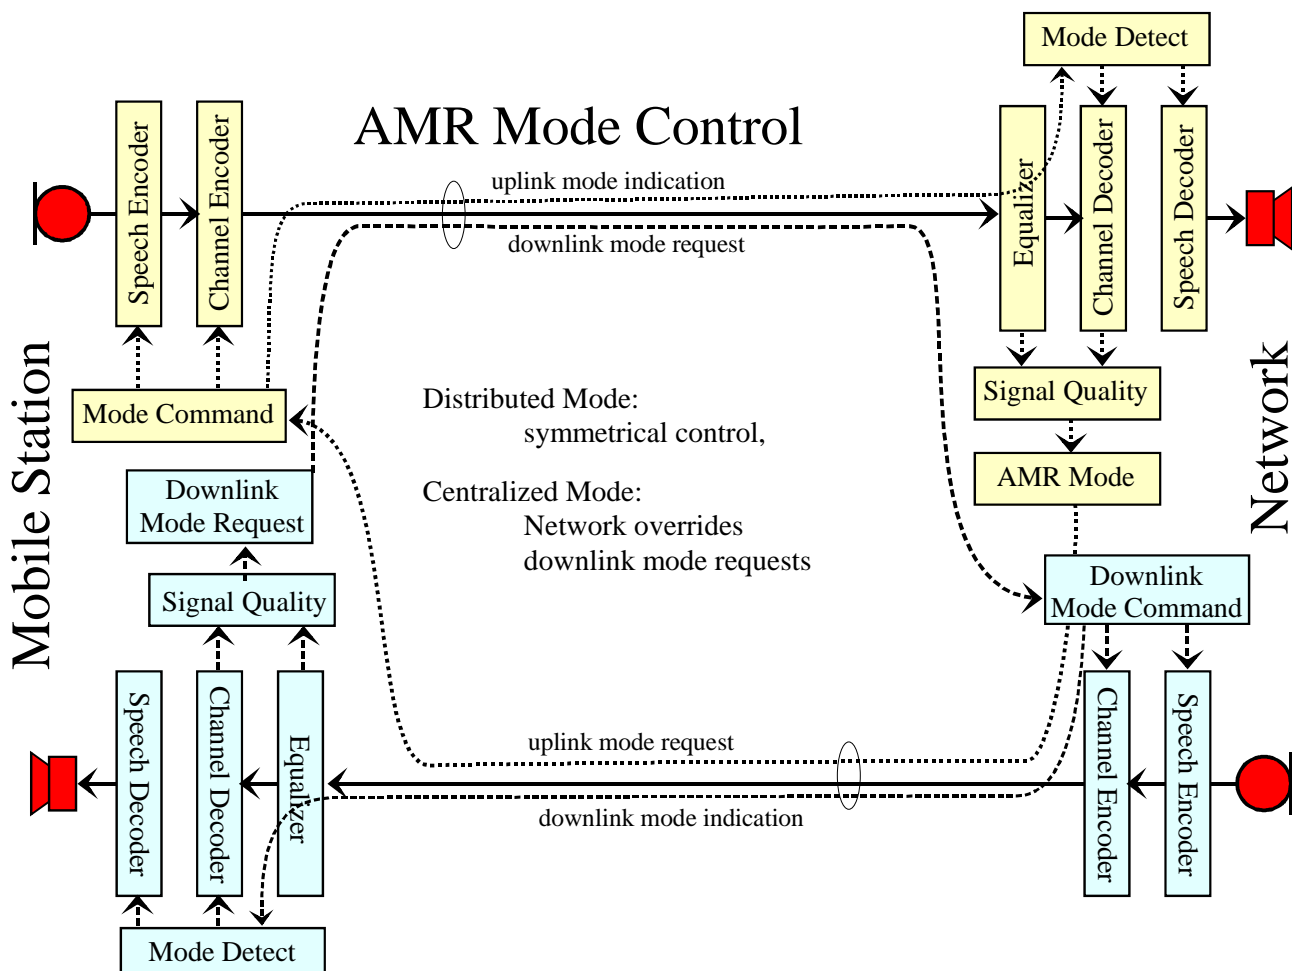 Mode Detect
AMR Mode Control
Speech Encoder
Channel Encoder
uplink mode indication
downlink mode request
Equalizer
Channel Decoder
Speech Decoder
Mobile Station
Network
Mode Command
Distributed Mode:
symmetrical control,
Centralized Mode:
Network overrides
downlink mode requests
Signal Quality
AMR Mode
Downlink
Mode Request
Signal Quality
Downlink
Mode Command
Speech Decoder
Channel Decoder
Equalizer
uplink mode request
downlink mode indication
Channel Encoder
Speech Encoder
Mode Detect